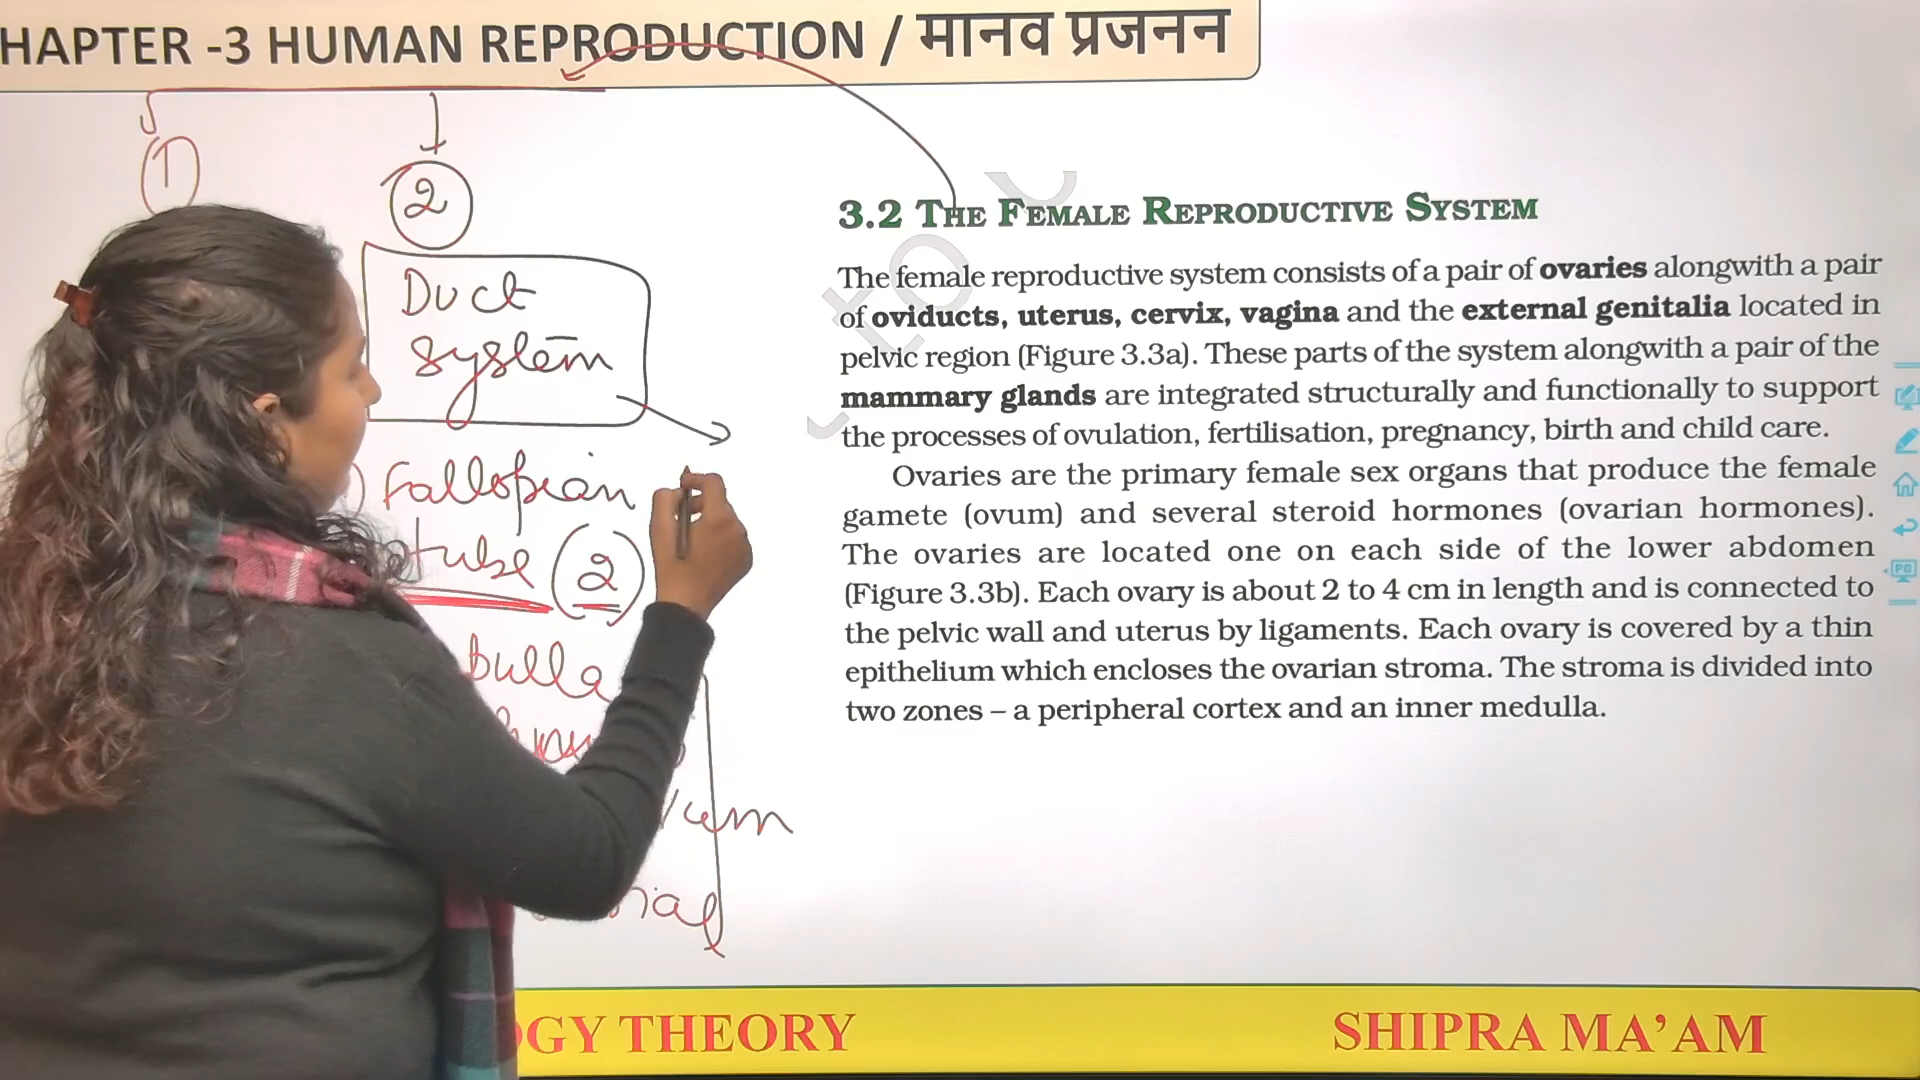 HAPTER -3 HUMAN REPRODUCTION / मानव प्रजनन
1
2
Duct
System
Fallopian
tube (2)
bulla
OGY THEORY
SHIPRA MA'AM
3.2 THE FEMALE REPRODUCTIVE SYSTEM
The female reproductive system consists of a pair of ovaries alongwith a pair
of oviducts, uterus, cervix, vagina and the external genitalia located in
pelvic region (Figure 3.3a). These parts of the system alongwith a pair of the
mammary glands are integrated structurally and functionally to support
the processes of ovulation, fertilisation, pregnancy, birth and child care.
Ovaries are the primary female sex organs that produce the female
gamete (ovum) and several steroid hormones (ovarian hormones).
The ovaries are located one on each side of the lower abdomen
(Figure 3.3b). Each ovary is about 2 to 4 cm in length and is connected to
the pelvic wall and uterus by ligaments. Each ovary is covered by a thin
epithelium which encloses the ovarian stroma. The stroma is divided into
two zones – a peripheral cortex and an inner medulla.